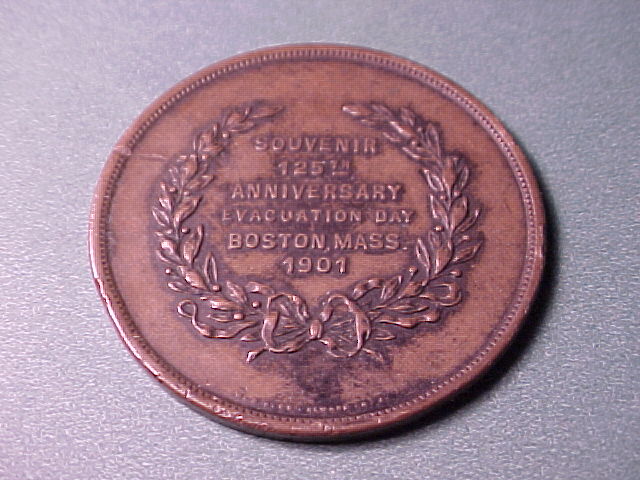 SOUVENIR
125TH
ANNIVERSARY
EVACUATION DAY
BOSTON, MASS.
1901